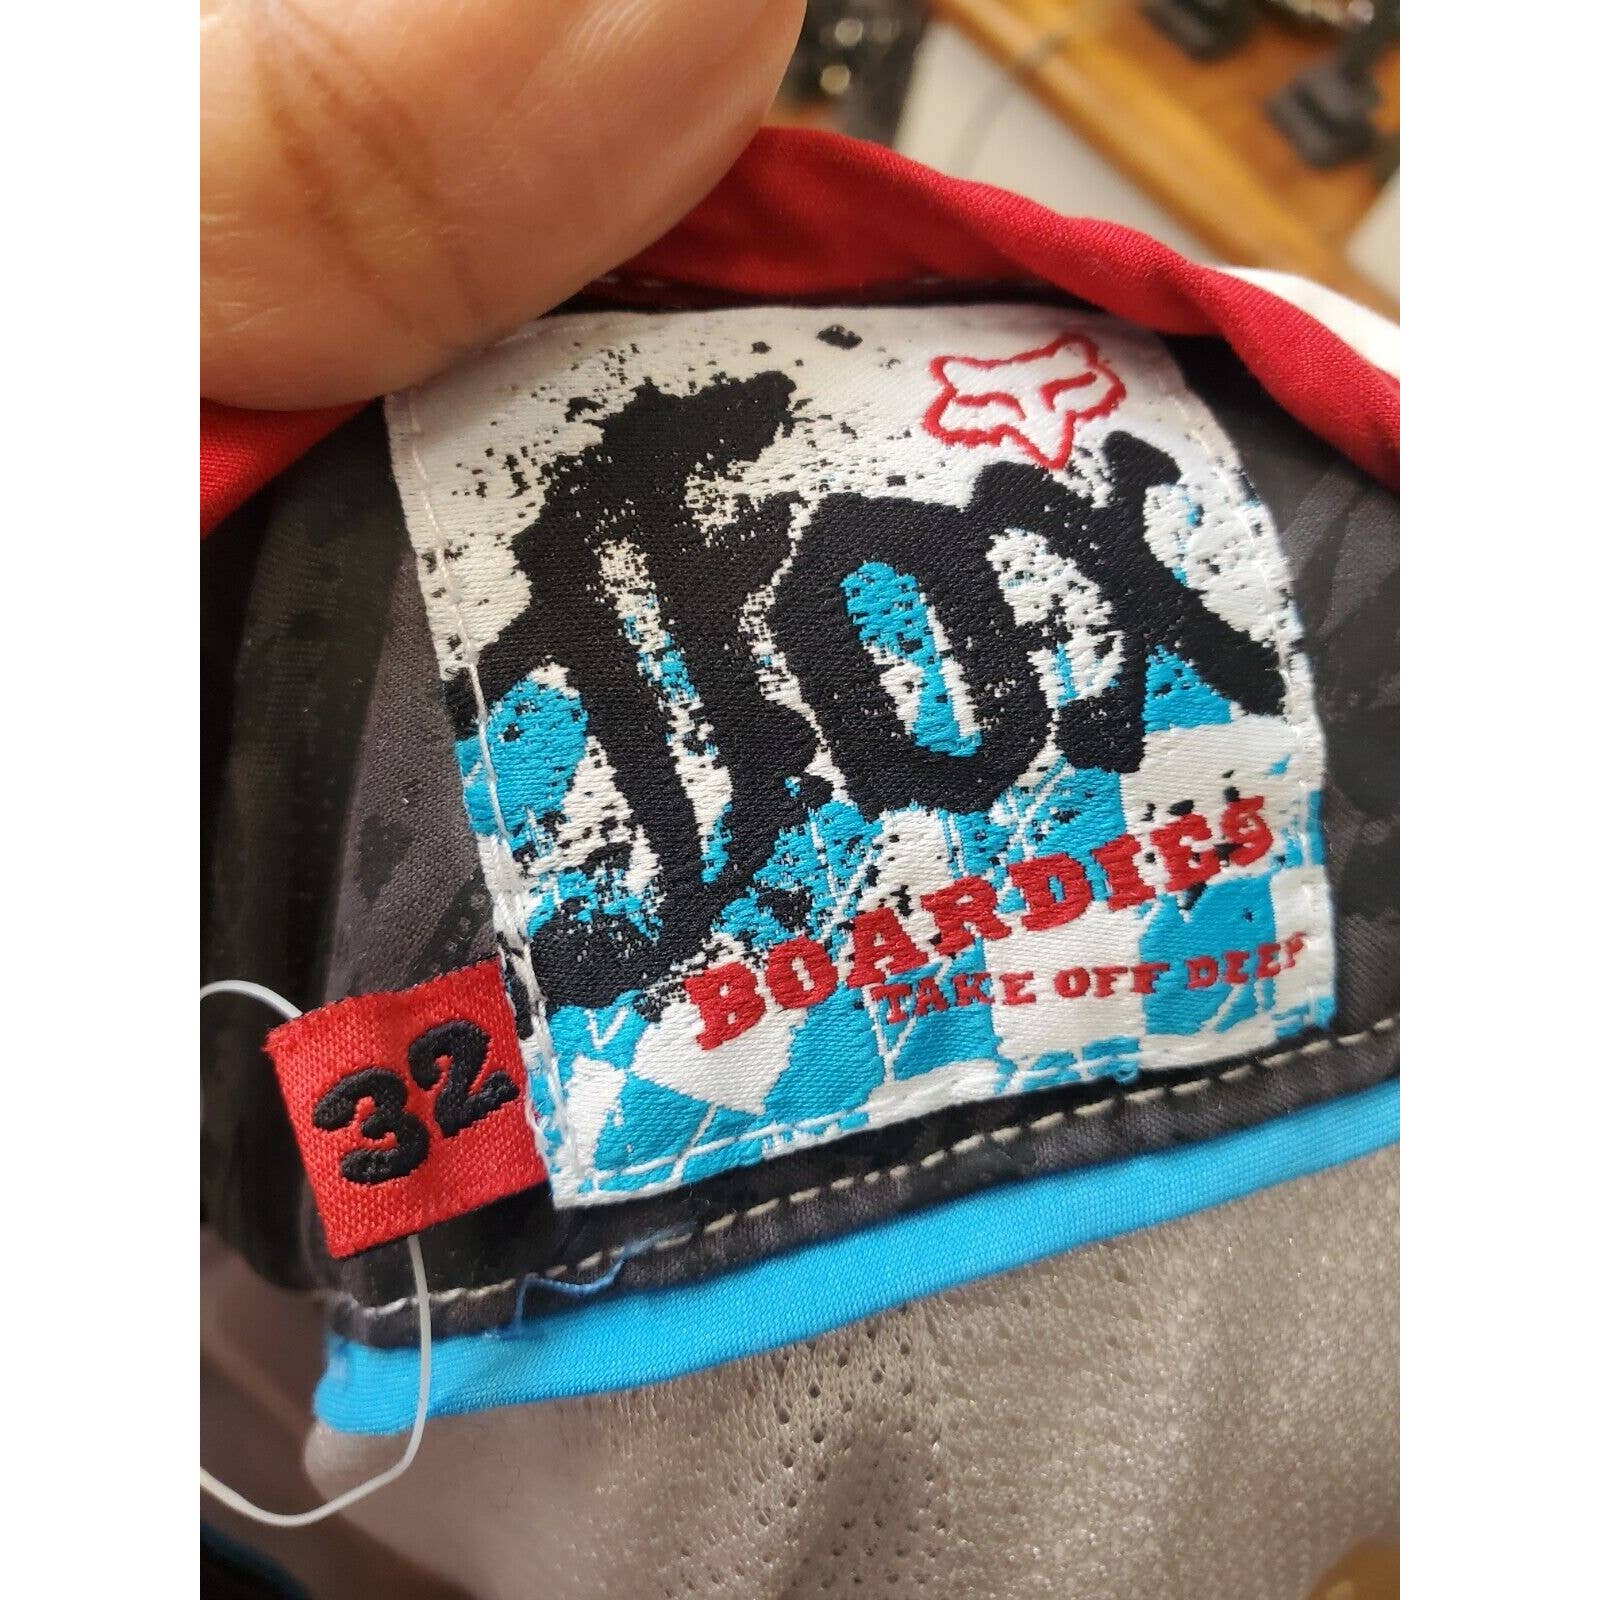 fox
BOARDIES
TAKE OFF DEEP
32